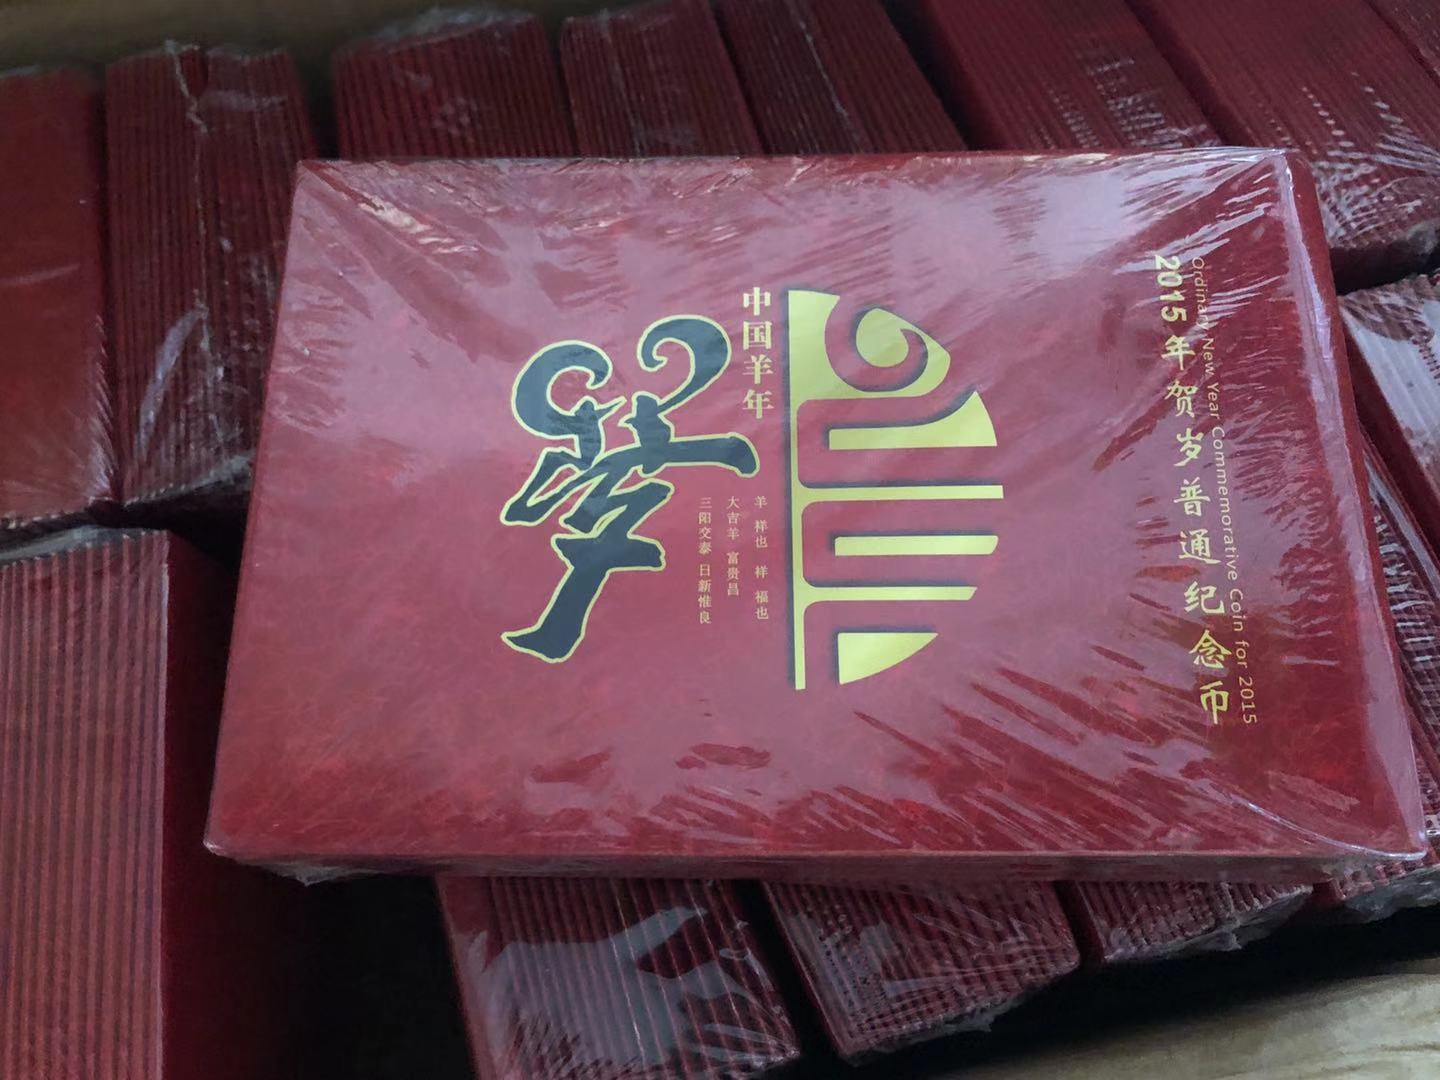 2015年贺岁普通纪念币
Ordinary New Year Commemorative Coin for 2015
中国羊年
羊 祥也 祥 福也
大吉羊 富贵昌
三阳交泰 日新惟良